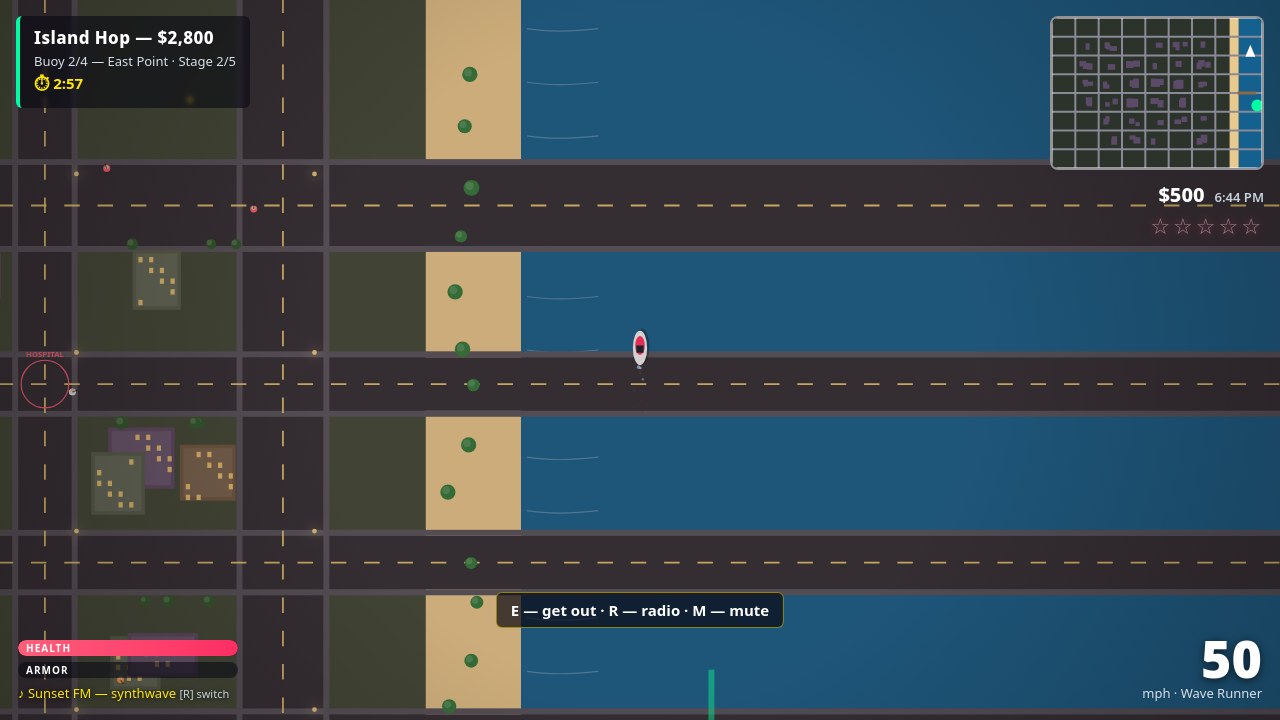 Island Hop — $2,800
Buoy 2/4 — East Point · Stage 2/5
⏱ 2:57
$500 6:44 PM
☆☆☆☆☆
HOSPITAL
E — get out · R — radio · M — mute
HEALTH
ARMOR
♪ Sunset FM — synthwave [R] switch
50
mph · Wave Runner